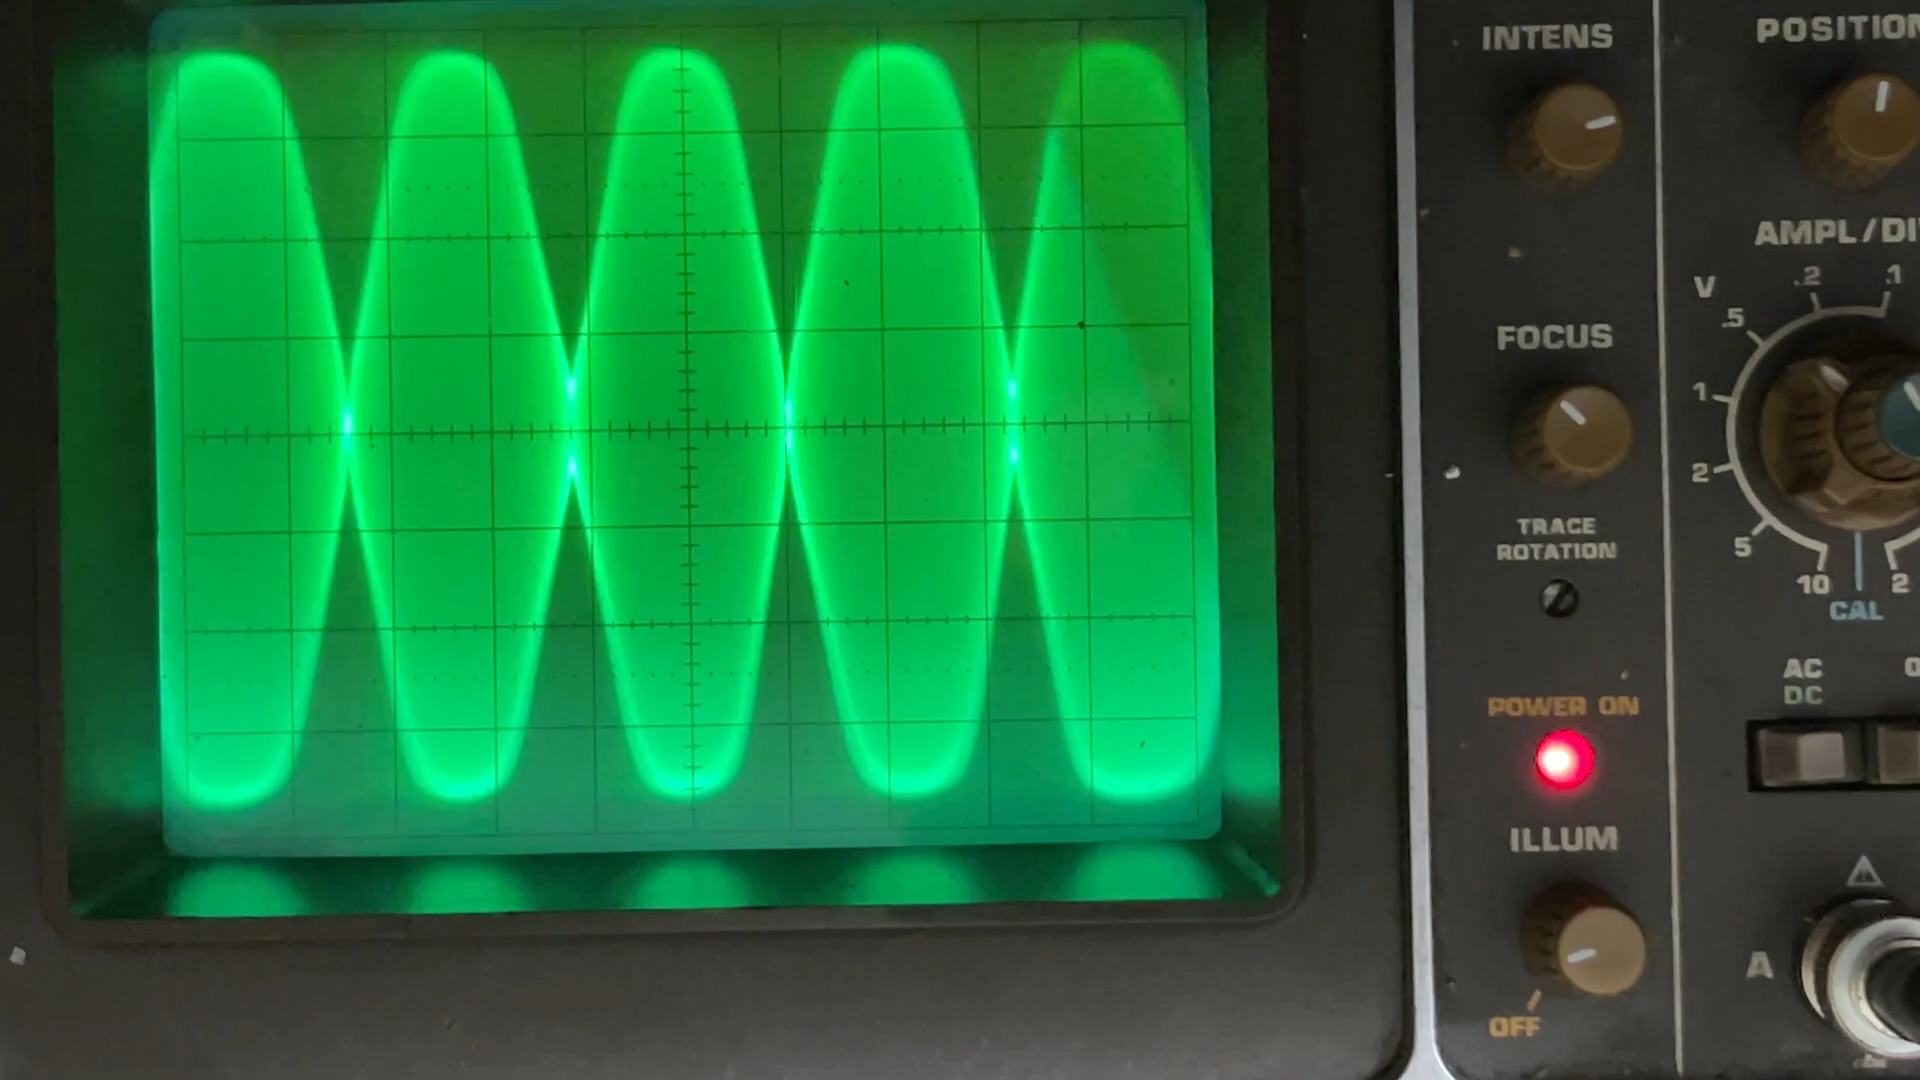 INTENS
FOCUS
TRACE
ROTATION
POWER ON
ILLUM
OFF
POSITION
AMPL/DI
V
.2
.1
.5
1
2
5
10
2
CAL
AC
DC
A